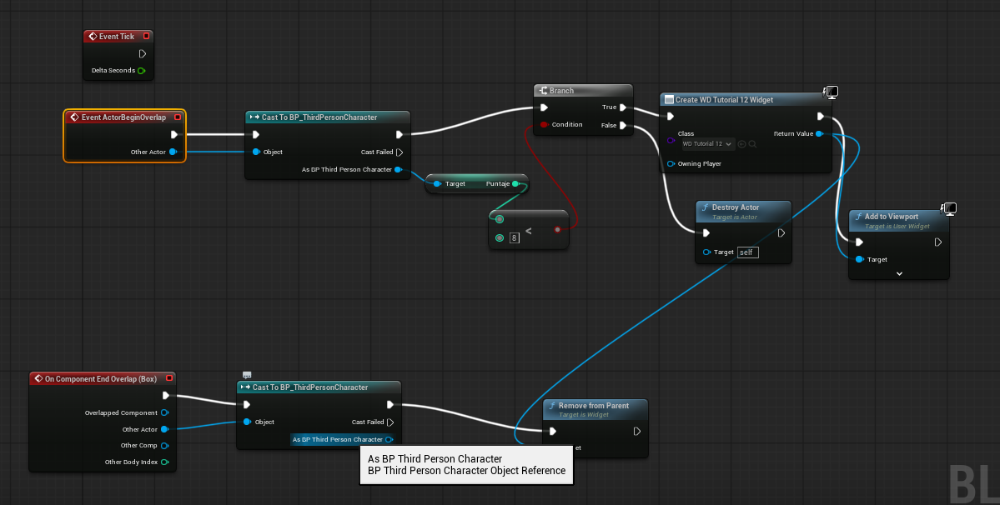 Event Tick
Delta Seconds
Event ActorBeginOverlap
Other Actor
Cast To BP_ThirdPersonCharacter
Object
Cast Failed
As BP Third Person Character
Target Puntaje
8 <
Branch
True
Condition False
Create WD Tutorial 12 Widget
Class Return Value
WD Tutorial 12
Owning Player
Destroy Actor
Target is Actor
Target self
Add to Viewport
Target is User Widget
Target
On Component End Overlap (Box)
Overlapped Component
Other Actor
Other Comp
Other Body Index
Cast To BP_ThirdPersonCharacter
Object Cast Failed
As BP Third Person Character
Remove from Parent
Target is Widget
et
As BP Third Person Character
BP Third Person Character Object Reference
BL